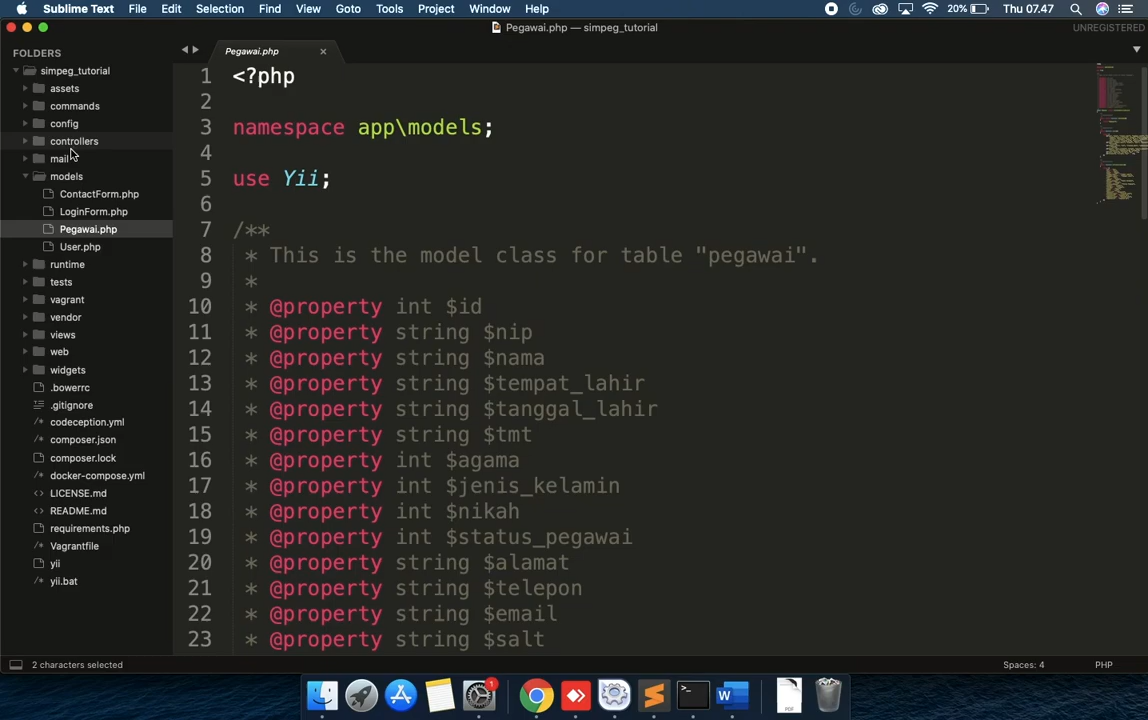 Sublime Text File Edit Selection Find View Goto Tools Project Window Help 20% Thu 07.47
Pegawai.php — simpeg_tutorial UNREGISTERED
FOLDERS
simpeg_tutorial
assets
commands
config
controllers
mail
models
ContactForm.php
LoginForm.php
Pegawai.php
User.php
runtime
tests
vagrant
vendor
views
web
widgets
.bowerrc
.gitignore
/* codeception.yml
/* composer.json
composer.lock
/* docker-compose.yml
<> LICENSE.md
<> README.md
requirements.php
/* Vagrantfile
yii
/* yii.bat
Pegawai.php ×
1 <?php
2
3 namespace app\models;
4
5 use Yii;
6
7 /**
8 * This is the model class for table "pegawai".
9 *
10 * @property int $id
11 * @property string $nip
12 * @property string $nama
13 * @property string $tempat_lahir
14 * @property string $tanggal_lahir
15 * @property string $tmt
16 * @property int $agama
17 * @property int $jenis_kelamin
18 * @property int $nikah
19 * @property int $status_pegawai
20 * @property string $alamat
21 * @property string $telepon
22 * @property string $email
23 * @property string $salt
2 characters selected Spaces: 4 PHP
1
W
PDF